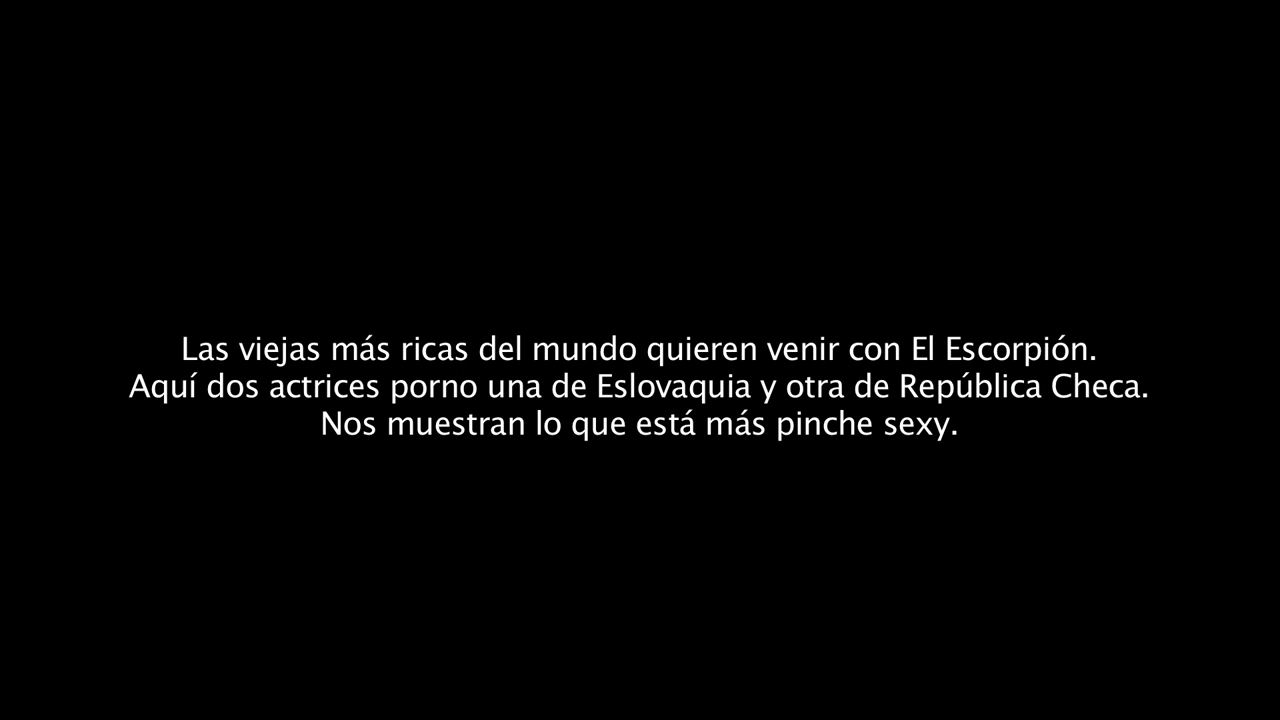 Las viejas más ricas del mundo quieren venir con El Escorpión.
Aquí dos actrices porno una de Eslovaquia y otra de República Checa.
Nos muestran lo que está más pinche sexy.